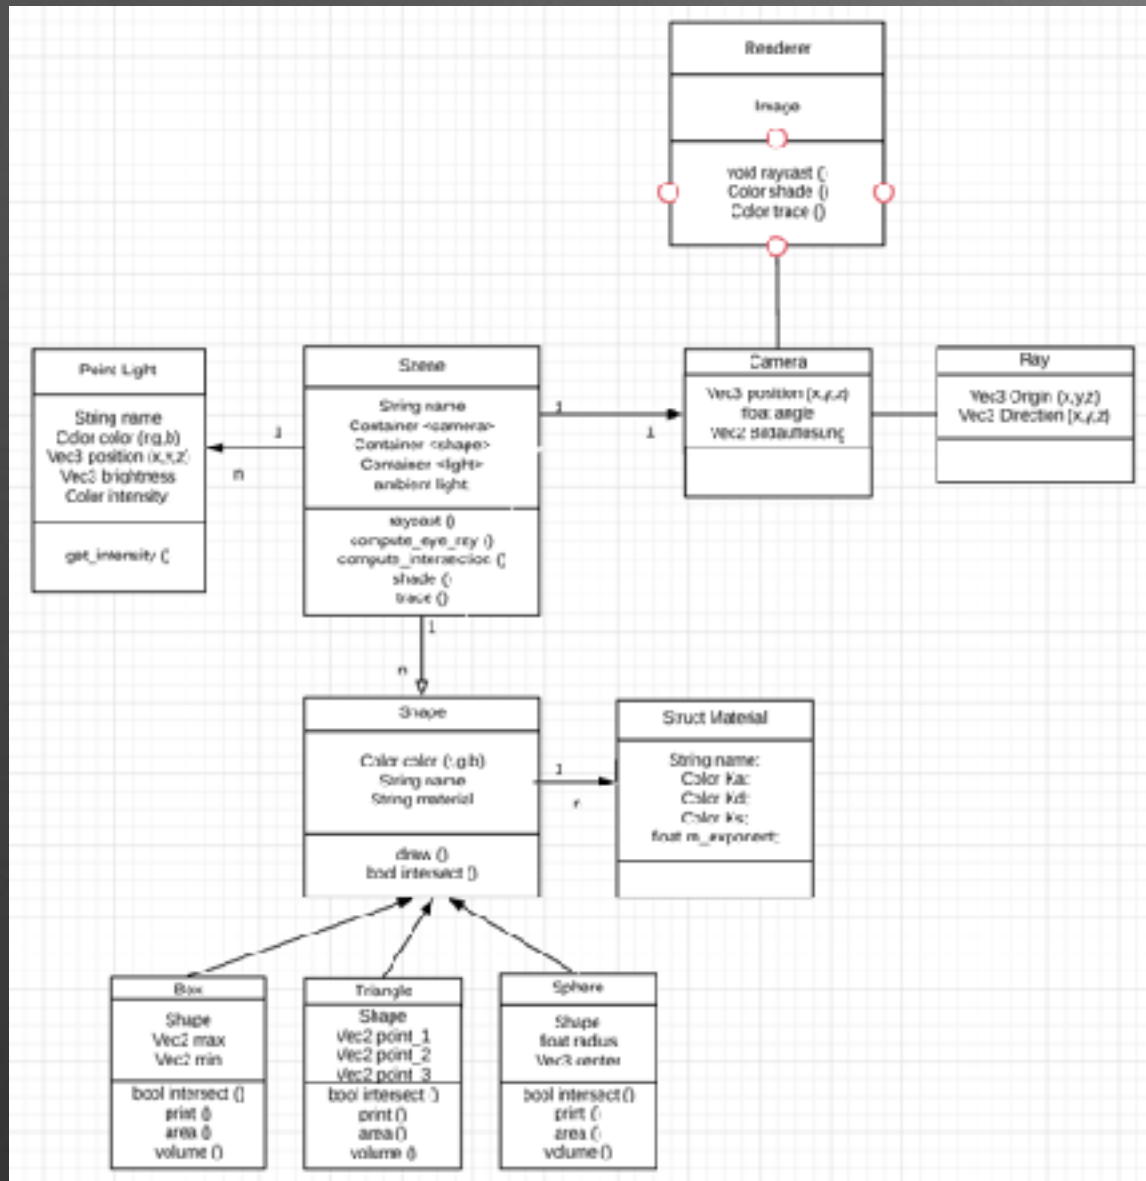 Renderer
Image
void raycast ()
Color shade ()
Color trace ()
Point Light
String name
Color color (r,g,b)
Vec3 position (x,y,z)
Vec3 brightness
Color intensity
get_intensity ()
1
n
Scene
String name
Container <camera>
Container <shape>
Container <light>
ambient light
raycast ()
compute_eye_ray ()
compute_intersection ()
shade ()
trace ()
1
1
Camera
Vec3 position (x,y,z)
float angle
Vec2 Bildauflösung
Ray
Vec3 Origin (x,y,z)
Direction (x,y,z)
1
n
Shape
Color color (r,g,b)
String name
String material
draw ()
bool intersect ()
1
Struct Material
String name;
Color Ka;
Color Kd;
Color Ks;
float m_exponent;
Box
Shape
Vec2 max
Vec2 min
bool intersect ()
print ()
area ()
volume ()
Triangle
Shape
Vec2 point_1
Vec2 point_2
Vec2 point_3
bool intersect ()
print ()
area ()
volume ()
Sphere
Shape
float radius
Vec3 center
bool intersect ()
print ()
area ()
volume ()